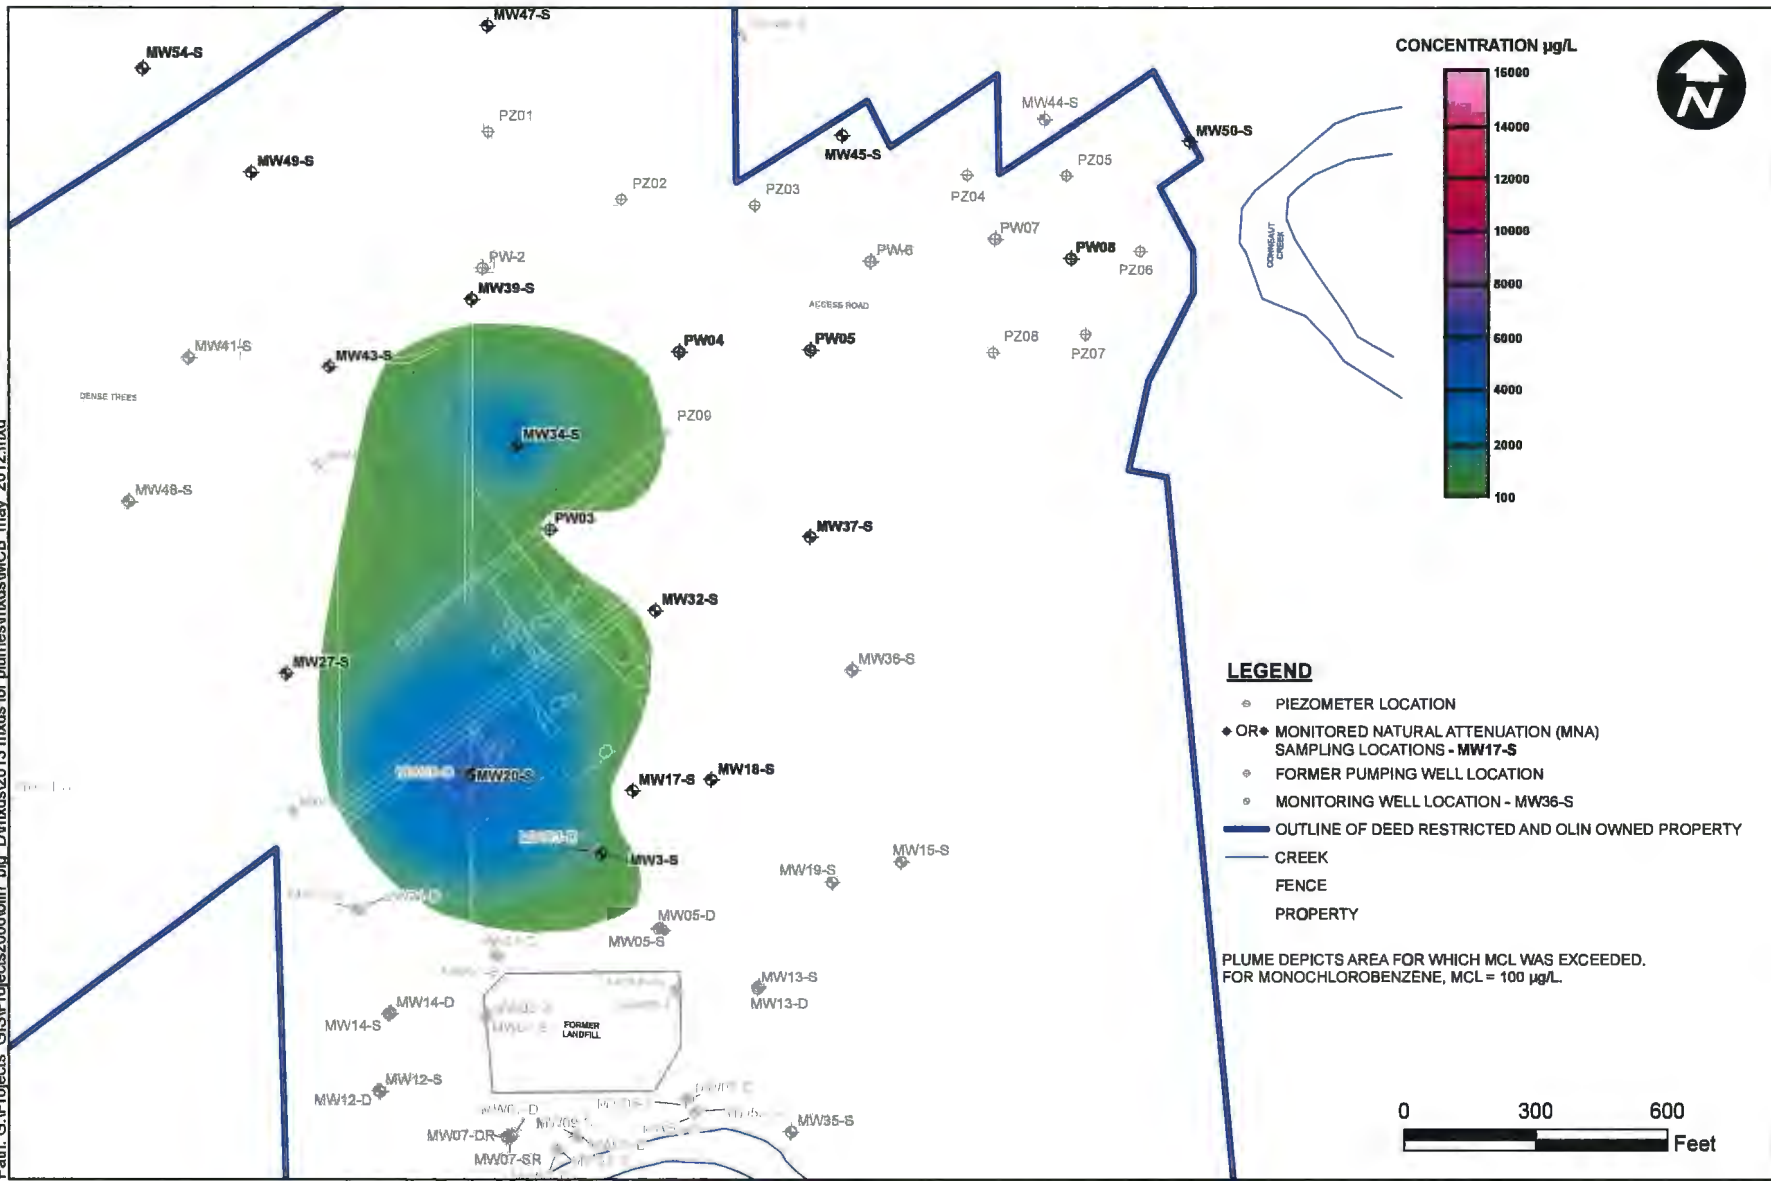 MW47-S
MW54-S
CONCENTRATION µg/L
15000
14000
12000
10000
8000
6000
4000
2000
100
N
PZ01
MW44-S
MW50-S
MW45-S
MW49-S
PZ02
PZ03
PZ04
PZ05
PW07
PW-6
PW08
PZ06
CONNEAUT
CREEK
PW-2
MW39-S
ACCESS ROAD
MW41-S
MW43-S
PW04
PW05
PZ08
PZ07
DENSE TREES
PZ09
MW34-S
MW48-S
PW03
MW37-S
MW32-S
MW27-S
MW36-S
MW20-S
MW17-S
MW18-S
MW3-S
MW15-S
MW19-S
MW05-D
MW05-S
MW13-S
MW13-D
MW14-D
MW14-S
FORMER
LANDFILL
MW12-S
MW12-D
MW07-DR
MW07-SR
MW35-S
LEGEND
PIEZOMETER LOCATION
OR MONITORED NATURAL ATTENUATION (MNA)
SAMPLING LOCATIONS - MW17-S
FORMER PUMPING WELL LOCATION
MONITORING WELL LOCATION - MW36-S
OUTLINE OF DEED RESTRICTED AND OLIN OWNED PROPERTY
CREEK
FENCE
PROPERTY
PLUME DEPICTS AREA FOR WHICH MCL WAS EXCEEDED.
FOR MONOCHLOROBENZENE, MCL = 100 µg/L.
0 300 600
Feet